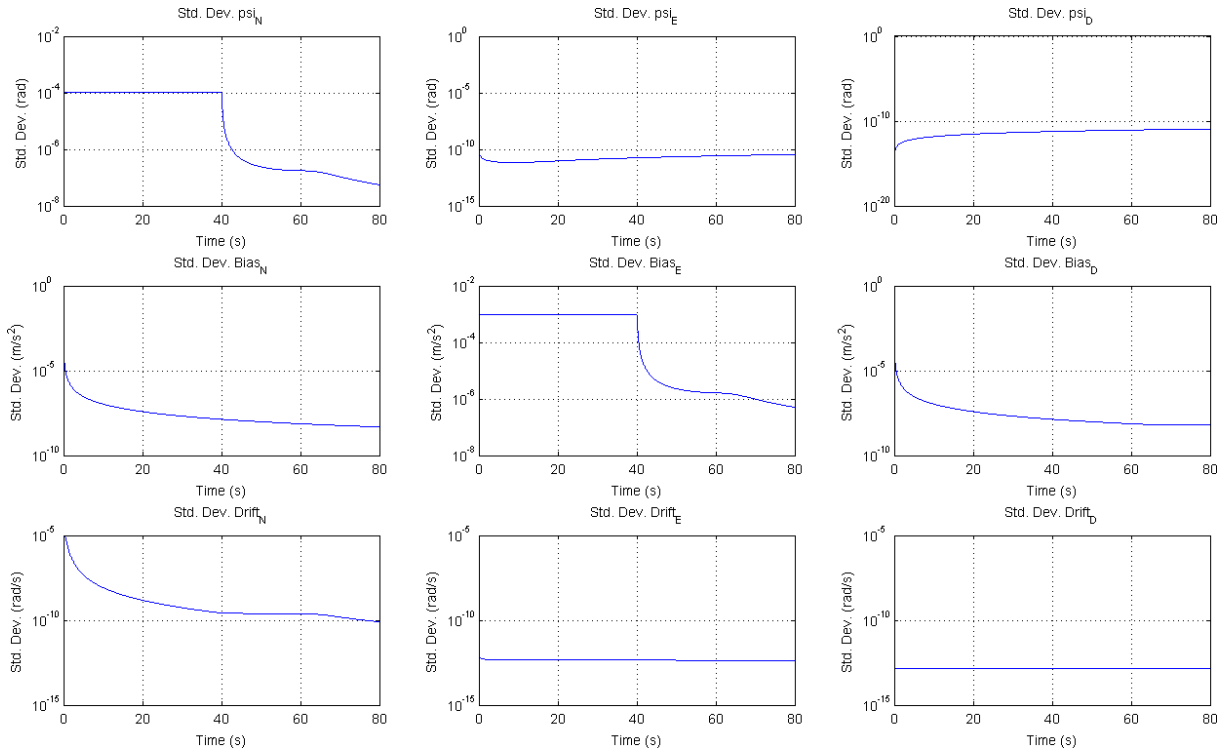 Std. Dev. psi_N
Std. Dev. (rad)
10^-2
10^-4
10^-6
10^-8
0 20 40 60 80
Time (s)
Std. Dev. psi_E
Std. Dev. (rad)
10^0
10^-5
10^-10
10^-15
0 20 40 60 80
Time (s)
Std. Dev. psi_D
Std. Dev. (rad)
10^0
10^-10
10^-20
0 20 40 60 80
Time (s)
Std. Dev. Bias_N
Std. Dev. (m/s^2)
10^0
10^-5
10^-10
0 20 40 60 80
Time (s)
Std. Dev. Bias_E
Std. Dev. (m/s^2)
10^-2
10^-4
10^-6
10^-8
0 20 40 60 80
Time (s)
Std. Dev. Bias_D
Std. Dev. (m/s^2)
10^0
10^-5
10^-10
0 20 40 60 80
Time (s)
Std. Dev. Drift_N
Std. Dev. (rad/s)
10^-5
10^-10
10^-15
0 20 40 60 80
Time (s)
Std. Dev. Drift_E
Std. Dev. (rad/s)
10^-5
10^-10
10^-15
0 20 40 60 80
Time (s)
Std. Dev. Drift_D
Std. Dev. (rad/s)
10^-5
10^-10
10^-15
0 20 40 60 80
Time (s)